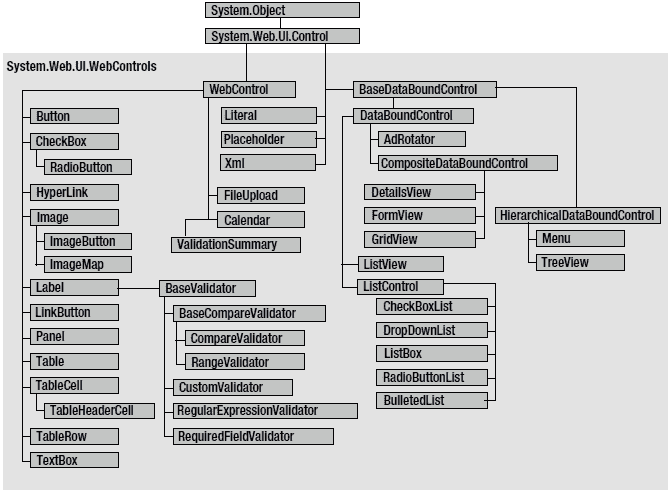 System.Object
System.Web.UI.Control
System.Web.UI.WebControls
WebControl
BaseDataBoundControl
Button
CheckBox
RadioButton
HyperLink
Image
ImageButton
ImageMap
Label
LinkButton
Panel
Table
TableCell
TableHeaderCell
TableRow
TextBox
Literal
Placeholder
Xml
FileUpload
Calendar
ValidationSummary
BaseValidator
BaseCompareValidator
CompareValidator
RangeValidator
CustomValidator
RegularExpressionValidator
RequiredFieldValidator
DataBoundControl
AdRotator
CompositeDataBoundControl
DetailsView
FormView
GridView
ListView
ListControl
CheckBoxList
DropDownList
ListBox
RadioButtonList
BulletedList
HierarchicalDataBoundControl
Menu
TreeView